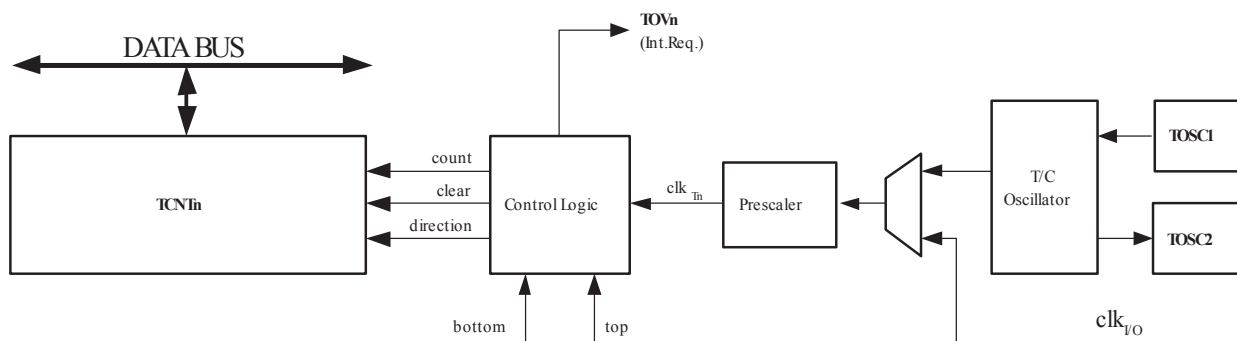 TOVn
(Int.Req.)
DATA BUS
TOSC1
count
T/C
Oscillator
clk Tn
TCNTn
clear
Control Logic
Prescaler
direction
TOSC2
bottom
top
clkI/O